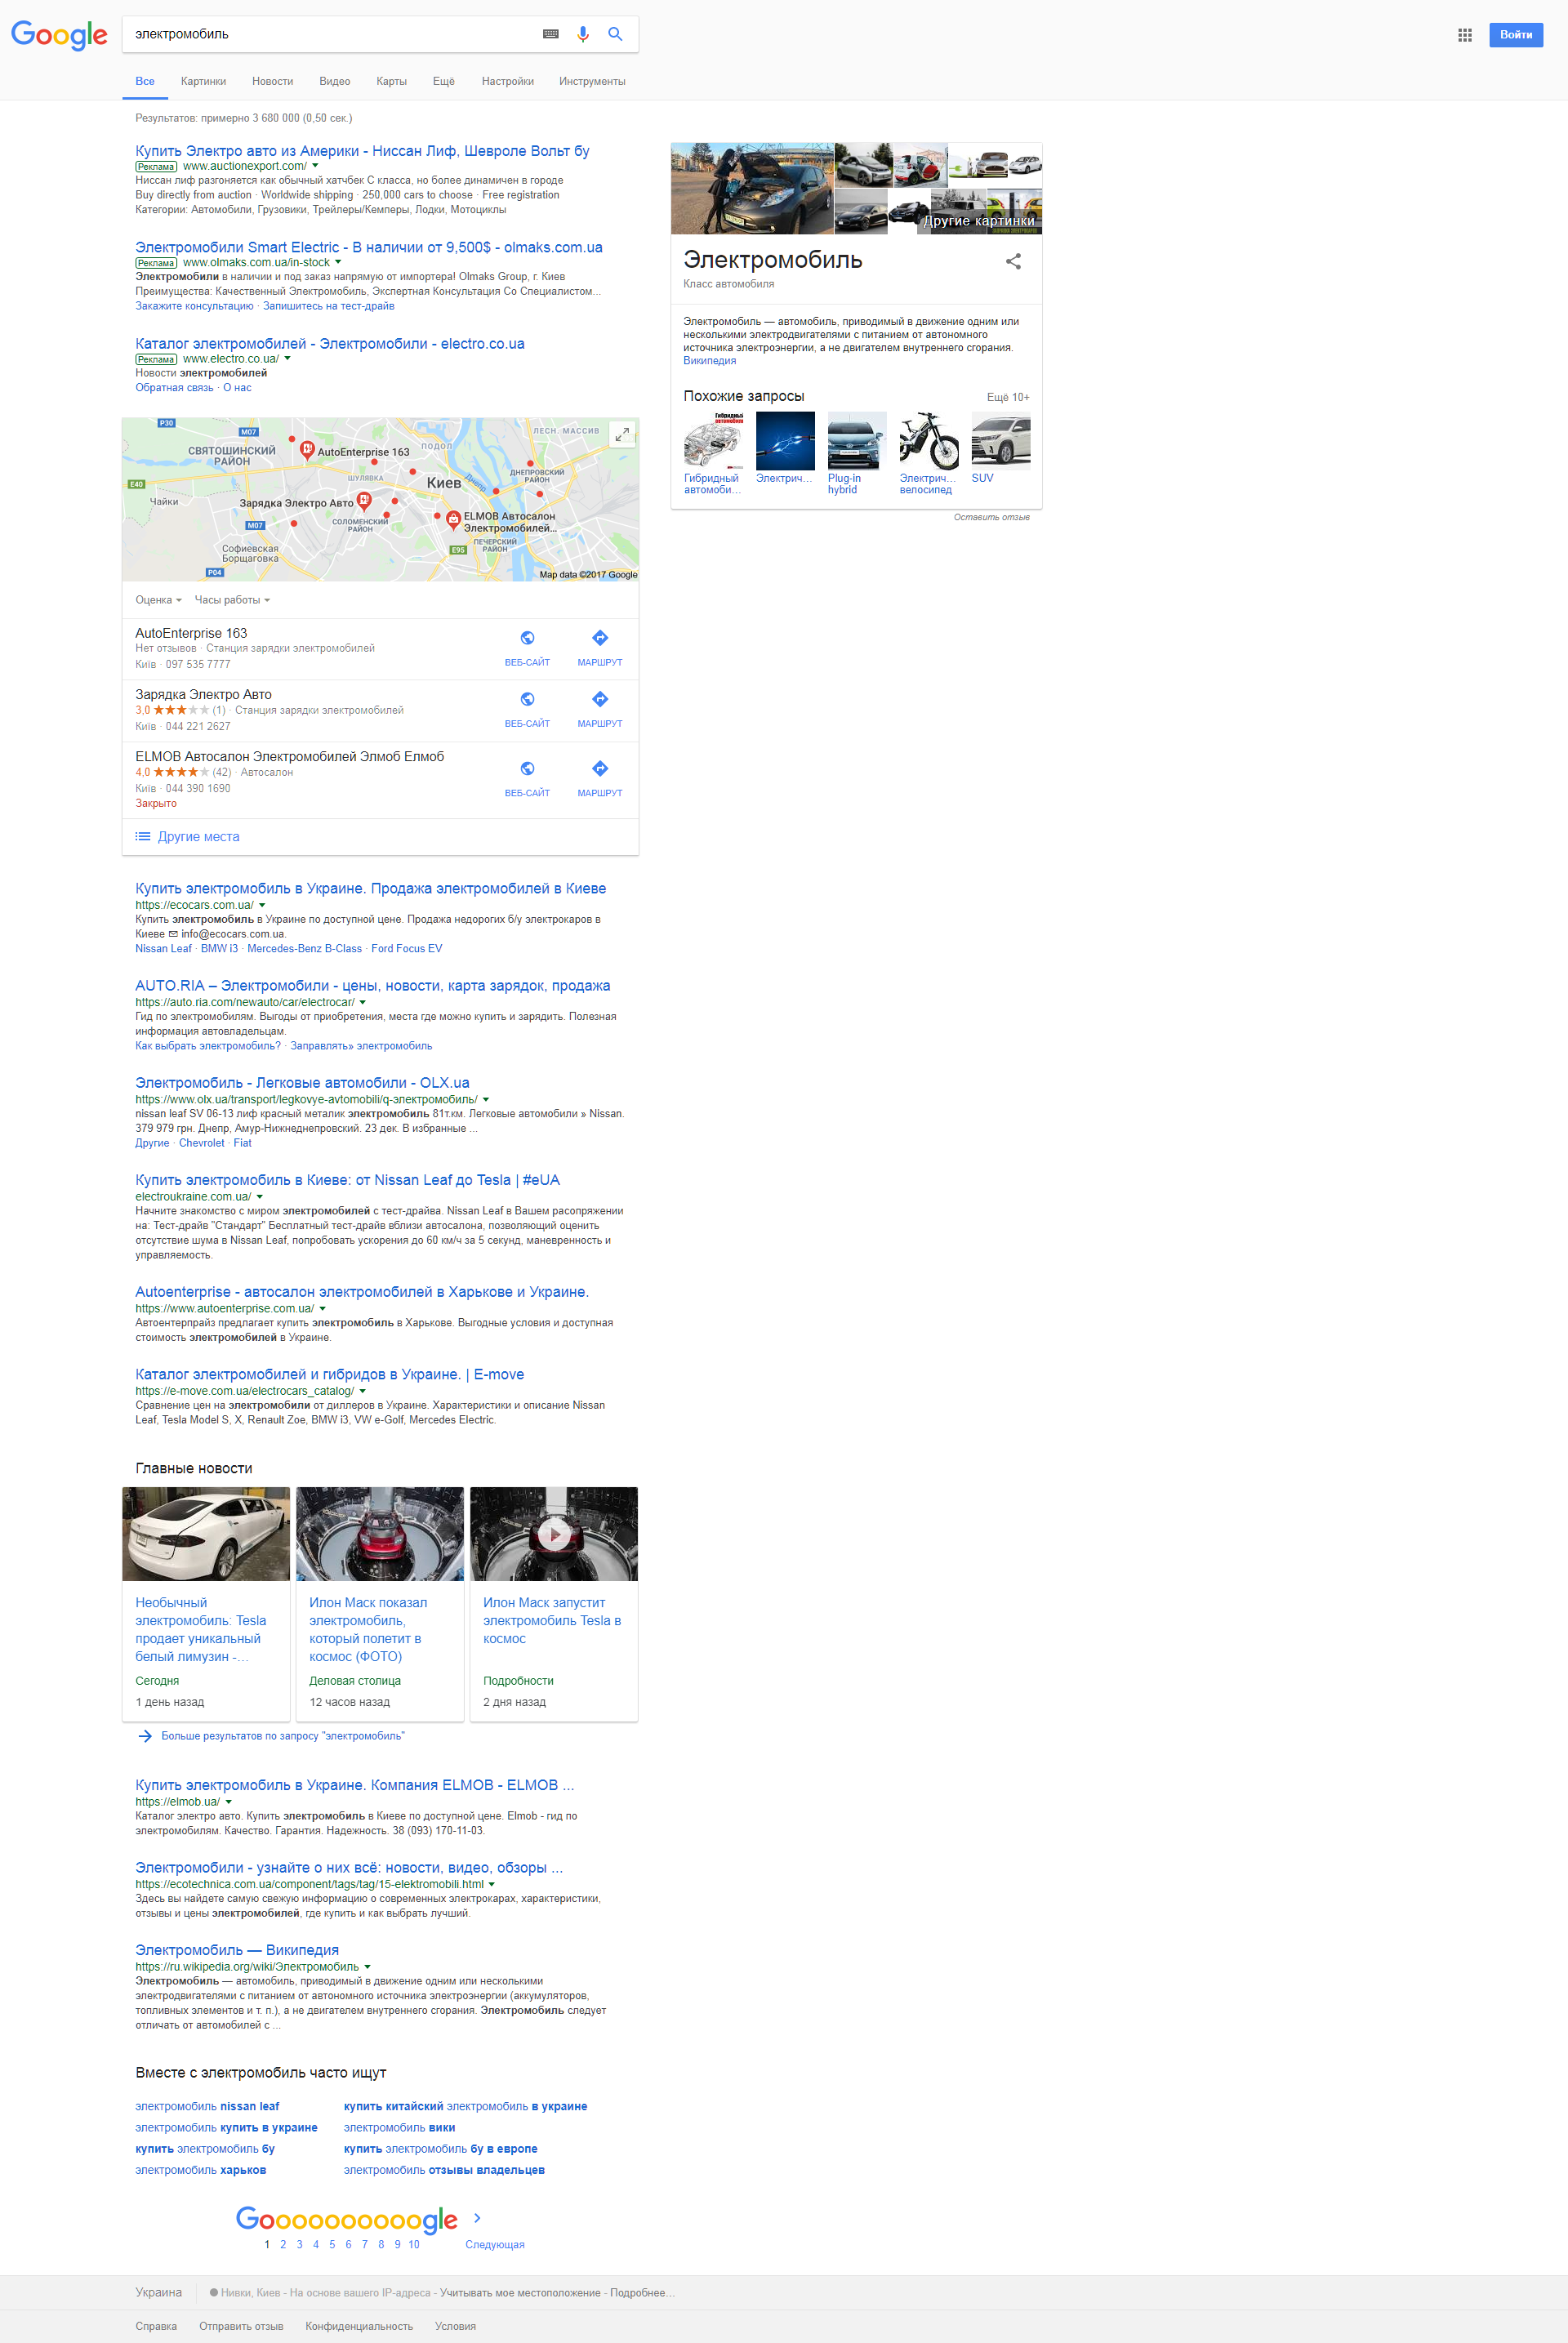 Google
электромобиль
Войти
Все Картинки Новости Видео Карты Ещё Настройки Инструменты
Результатов: примерно 3 680 000 (0,50 сек.)
Купить Электро авто из Америки - Ниссан Лиф, Шевроле Вольт бу
Реклама www.auctionexport.com/
Ниссан лиф разгоняется как обычный хатчбек С класса, но более динамичен в городе
Buy directly from auction · Worldwide shipping · 250,000 cars to choose · Free registration
Категории: Автомобили, Грузовики, Трейлеры/Кемперы, Лодки, Мотоциклы
Электромобили Smart Electric - В наличии от 9,500$ - olmaks.com.ua
Реклама www.olmaks.com.ua/in-stock
Электромобили в наличии и под заказ напрямую от импортера! Olmaks Group, г. Киев
Преимущества: Качественный Электромобиль, Экспертная Консультация Со Специалистом...
Закажите консультацию · Запишитесь на тест-драйв
Каталог электромобилей - Электромобили - electro.co.ua
Реклама www.electro.co.ua/
Новости электромобилей
Обратная связь · О нас
P30
M07
СВЯТОШИНСКИЙ
РАЙОН
ПОДОЛ
ЛЕСН. МАССИВ
AutoEnterprise 163
ДНЕПРОВСКИЙ
РАЙОН
ШУЛЯВКА
Киев
Днепр
E40
Чайки
Зарядка Электро Авто
M07
СОЛОМЕНСКИЙ
РАЙОН
ELMOB Автосалон
Электромобилей...
ПЕЧЕРСКИЙ
РАЙОН
E95
Софиевская
Борщаговка
P04
Map data ©2017 Google
Оценка Часы работы
AutoEnterprise 163
Нет отзывов · Станция зарядки электромобилей
Київ · 097 535 7777
ВЕБ-САЙТ МАРШРУТ
Зарядка Электро Авто
3,0 (1) · Станция зарядки электромобилей
Київ · 044 221 2627
ВЕБ-САЙТ МАРШРУТ
ELMOB Автосалон Электромобилей Элмоб Елмоб
4,0 (42) · Автосалон
Київ · 044 390 1690
Закрыто
ВЕБ-САЙТ МАРШРУТ
Другие места
Купить электромобиль в Украине. Продажа электромобилей в Киеве
https://ecocars.com.ua/
Купить электромобиль в Украине по доступной цене. Продажа недорогих б/у электрокаров в
Киеве ✉ info@ecocars.com.ua.
Nissan Leaf · BMW i3 · Mercedes-Benz B-Class · Ford Focus EV
AUTO.RIA – Электромобили - цены, новости, карта зарядок, продажа
https://auto.ria.com/newauto/car/electrocar/
Гид по электромобилям. Выгоды от приобретения, места где можно купить и зарядить. Полезная
информация автовладельцам.
Как выбрать электромобиль? · Заправлять» электромобиль
Электромобиль - Легковые автомобили - OLX.ua
https://www.olx.ua/transport/legkovye-avtomobili/q-электромобиль/
nissan leaf SV 06-13 лиф красный металик электромобиль 81т.км. Легковые автомобили » Nissan.
379 979 грн. Днепр, Амур-Нижнеднепровский. 23 дек. В избранные ...
Другие · Chevrolet · Fiat
Купить электромобиль в Киеве: от Nissan Leaf до Tesla | #eUA
electroukraine.com.ua/
Начните знакомство с миром электромобилей с тест-драйва. Nissan Leaf в Вашем распоряжении
на: Тест-драйв "Стандарт" Бесплатный тест-драйв вблизи автосалона, позволяющий оценить
отсутствие шума в Nissan Leaf, попробовать ускорения до 60 км/ч за 5 секунд, маневренность и
управляемость.
Autoenterprise - автосалон электромобилей в Харькове и Украине.
https://www.autoenterprise.com.ua/
Автоентерпрайз предлагает купить электромобиль в Харькове. Выгодные условия и доступная
стоимость электромобилей в Украине.
Каталог электромобилей и гибридов в Украине. | E-move
https://e-move.com.ua/electrocars_catalog/
Сравнение цен на электромобили от диллеров в Украине. Характеристики и описание Nissan
Leaf, Tesla Model S, X, Renault Zoe, BMW i3, VW e-Golf, Mercedes Electric.
Главные новости
Необычный
электромобиль: Tesla
продает уникальный
белый лимузин -…
Сегодня
1 день назад
Илон Маск показал
электромобиль,
который полетит в
космос (ФОТО)
Деловая столица
12 часов назад
Илон Маск запустит
электромобиль Tesla в
космос
Подробности
2 дня назад
Больше результатов по запросу "электромобиль"
Купить электромобиль в Украине. Компания ELMOB - ELMOB ...
https://elmob.ua/
Каталог электро авто. Купить электромобиль в Киеве по доступной цене. Elmob - гид по
электромобилям. Качество. Гарантия. Надежность. 38 (093) 170-11-03.
Электромобили - узнайте о них всё: новости, видео, обзоры ...
https://ecotechnica.com.ua/component/tags/tag/15-elektromobili.html
Здесь вы найдете самую свежую информацию о современных электрокарах, характеристики,
отзывы и цены электромобилей, где купить и как выбрать лучший.
Электромобиль — Википедия
https://ru.wikipedia.org/wiki/Электромобиль
Электромобиль — автомобиль, приводимый в движение одним или несколькими
электродвигателями с питанием от автономного источника электроэнергии (аккумуляторов,
топливных элементов и т. п.), а не двигателем внутреннего сгорания. Электромобиль следует
отличать от автомобилей с ...
Вместе с электромобиль часто ищут
электромобиль nissan leaf
электромобиль купить в украине
купить электромобиль бу
электромобиль харьков
купить китайский электромобиль в украине
электромобиль вики
купить электромобиль бу в европе
электромобиль отзывы владельцев
Goooooooooogle
1 2 3 4 5 6 7 8 9 10 Следующая
Другие картинки
Электромобиль
Класс автомобиля
Электромобиль — автомобиль, приводимый в движение одним или
несколькими электродвигателями с питанием от автономного
источника электроэнергии, а не двигателем внутреннего сгорания.
Википедия
Похожие запросы Ещё 10+
Гибридный
автомоби…
Электрич…
Plug-in
hybrid
Электрич…
велосипед
SUV
Оставить отзыв
Украина
Нивки, Киев - На основе вашего IP-адреса - Учитывать мое местоположение - Подробнее…
Справка Отправить отзыв Конфиденциальность Условия